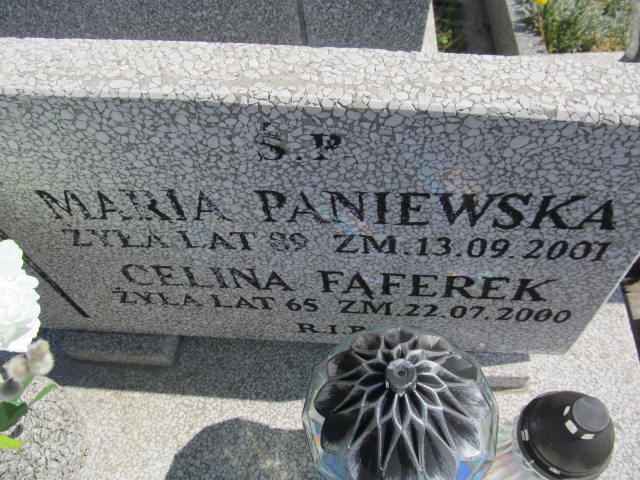 Ś.P
MARIA PANIEWSKA
ŻYŁA LAT 89 ZM.13.09.2001
CELINA FĄFEREK
ŻYŁA LAT 65 ZM.22.07.2000
R.I.P